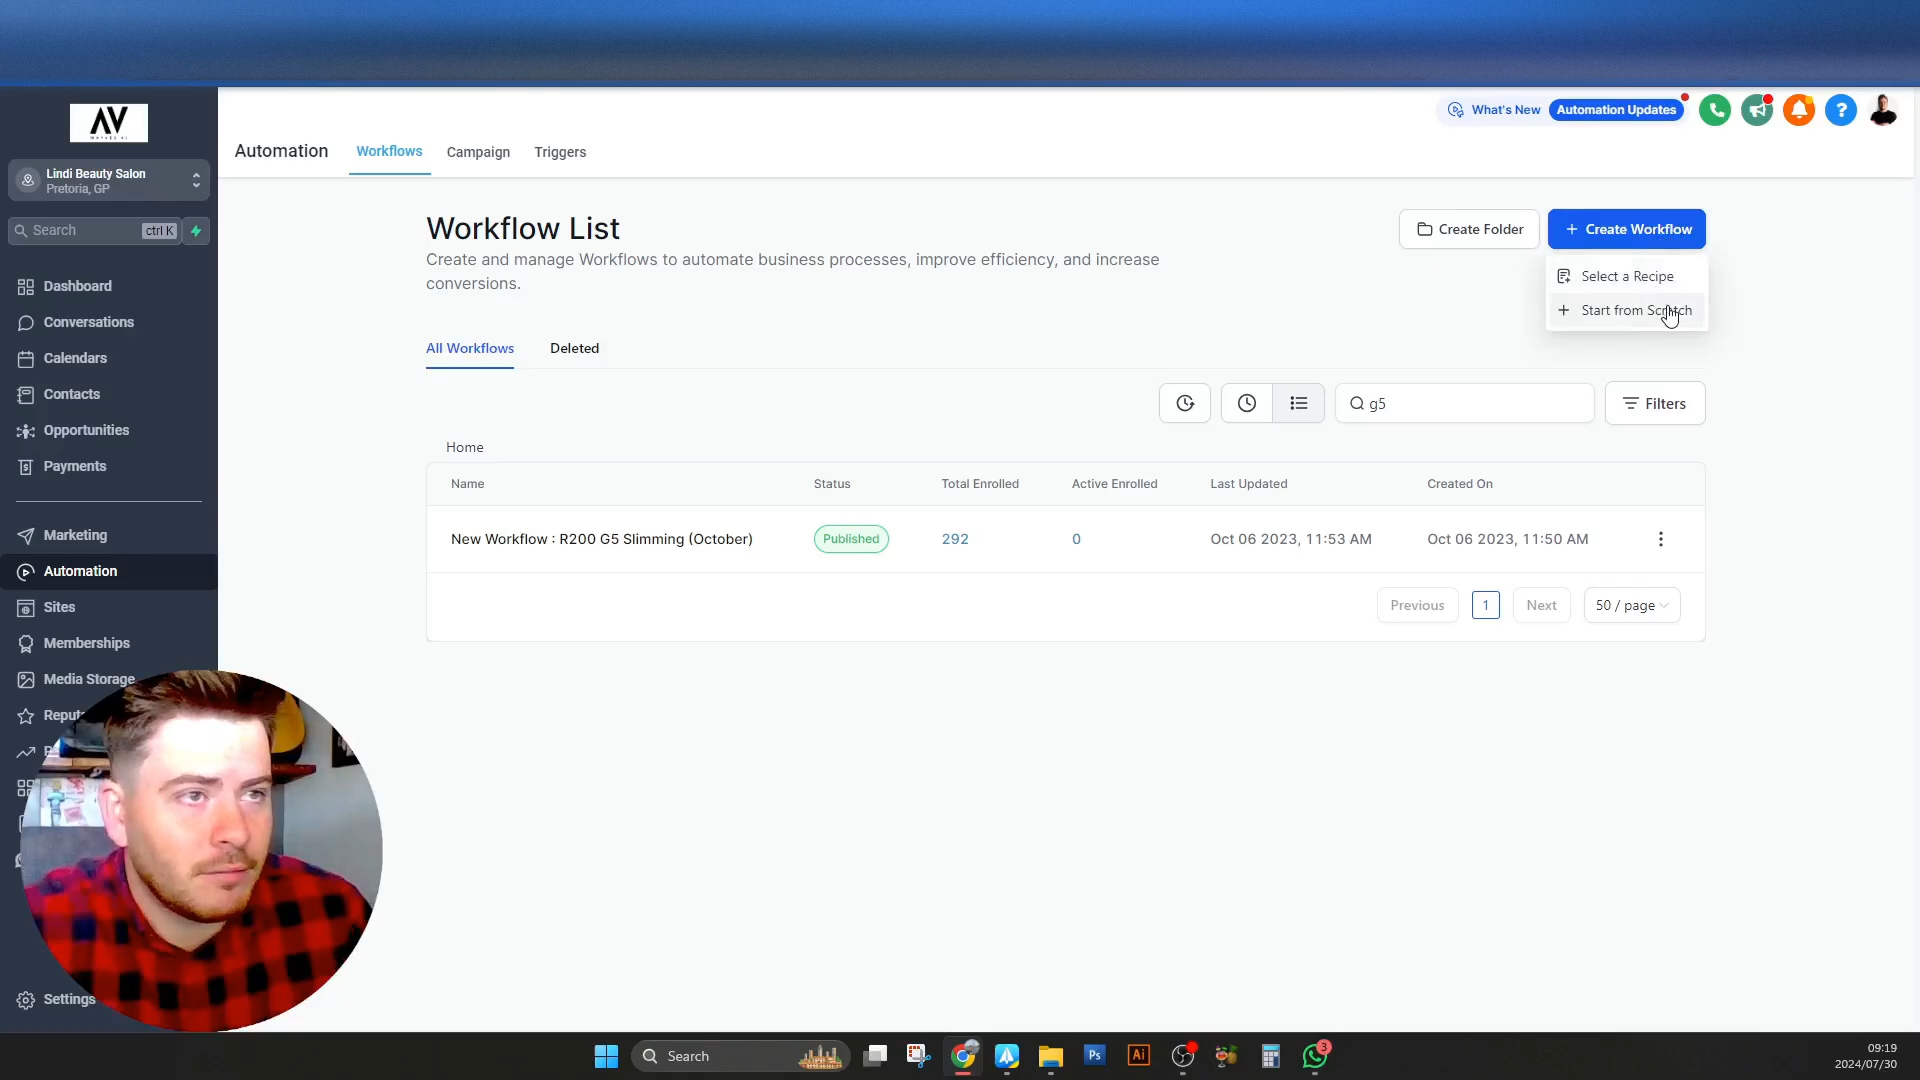 What's New
Automation Updates
?
Automation
Workflows
Campaign
Triggers
AV
Lindi Beauty Salon
Pretoria, GP
Search
ctrl K
Dashboard
Conversations
Calendars
Contacts
Opportunities
Payments
Marketing
Automation
Sites
Memberships
Media Storage
Settings
Workflow List
Create and manage Workflows to automate business processes, improve efficiency, and increase
conversions.
Create Folder
+ Create Workflow
Select a Recipe
+ Start from Scratch
All Workflows
Deleted
g5
Filters
Home
Name Status Total Enrolled Active Enrolled Last Updated Created On
New Workflow : R200 G5 Slimming (October) Published 292 0 Oct 06 2023, 11:53 AM Oct 06 2023, 11:50 AM
Previous 1 Next 50 / page
Search
Ps
Ai
3
09:19
2024/07/30